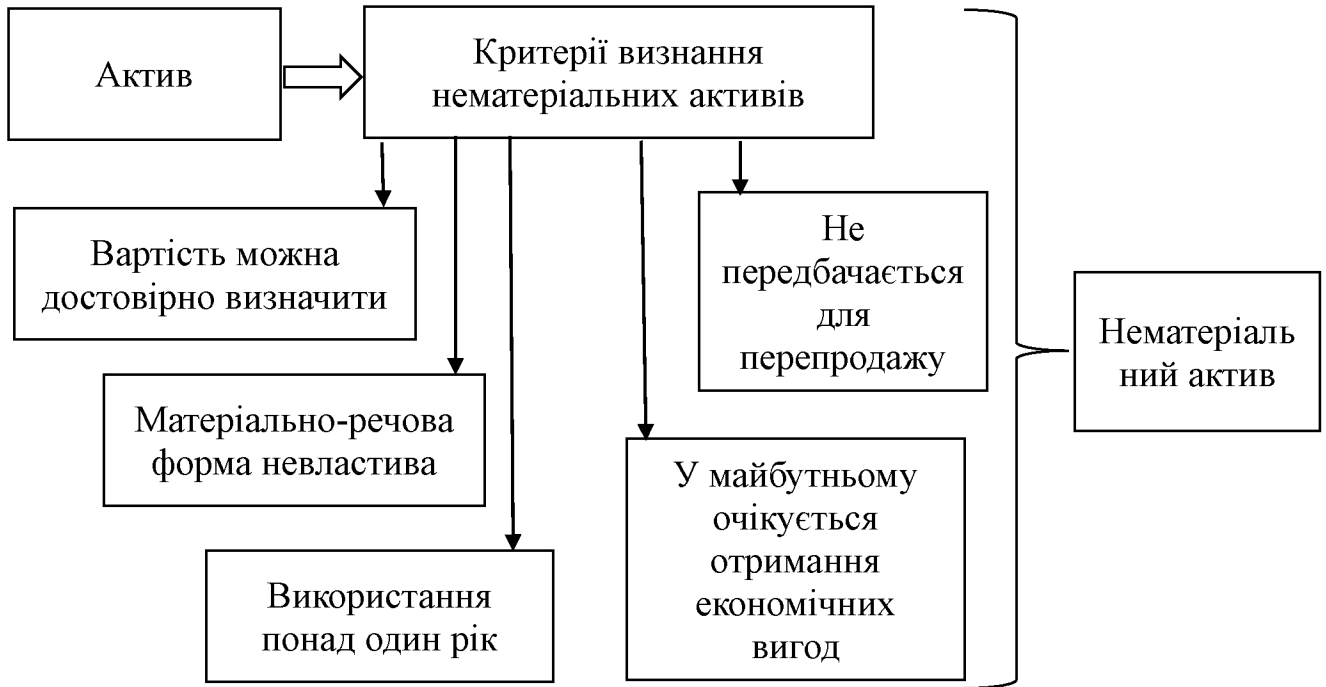 Актив
Критерії визнання
нематеріальних активів
Вартість можна
достовірно визначити
Матеріально-речова
форма невластива
Використання
понад один рік
Не
передбачається
для
перепродажу
У майбутньому
очікується
отримання
економічних
вигод
Нематеріаль
ний актив